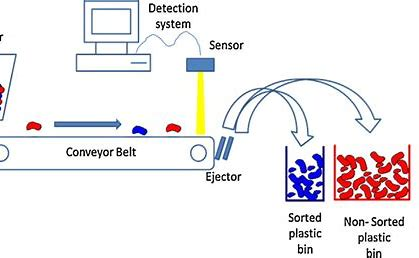 Detection
system
Sensor
Conveyor Belt
Ejector
Sorted
plastic
bin
Non- Sorted
plastic
bin